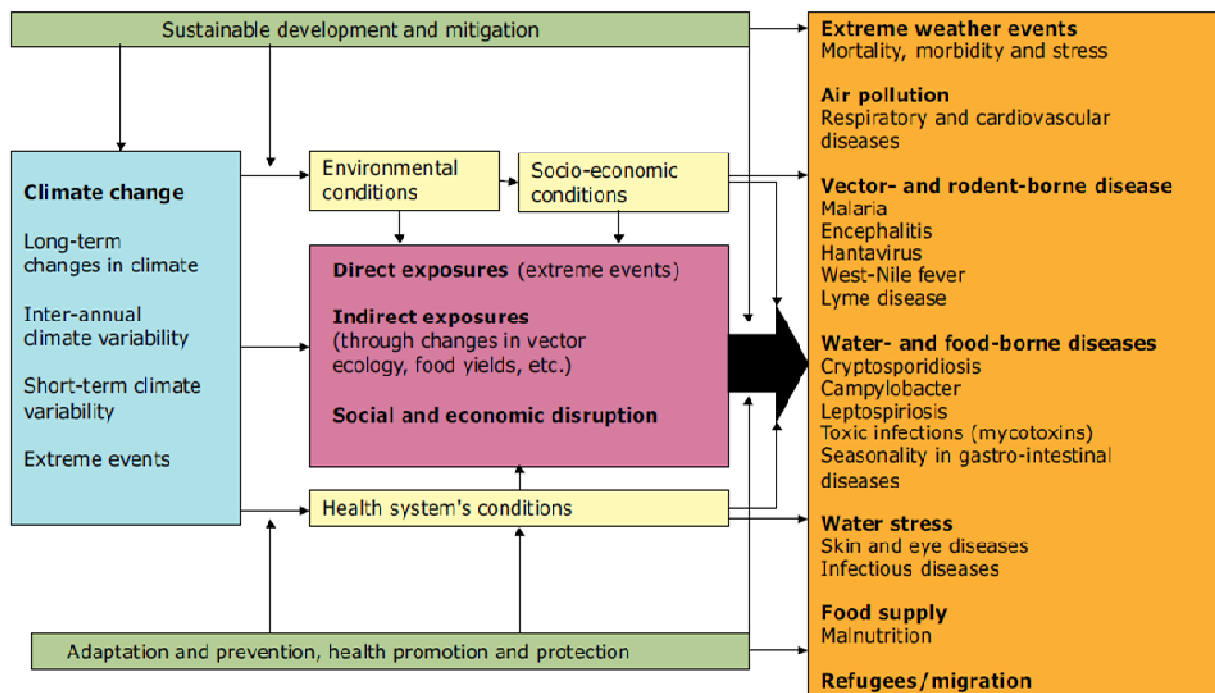 Sustainable development and mitigation
Climate change
Long-term
changes in climate
Inter-annual
climate variability
Short-term climate
variability
Extreme events
Environmental
conditions
Socio-economic
conditions
Direct exposures (extreme events)
Indirect exposures
(through changes in vector
ecology, food yields, etc.)
Social and economic disruption
Health system's conditions
Adaptation and prevention, health promotion and protection
Extreme weather events
Mortality, morbidity and stress
Air pollution
Respiratory and cardiovascular
diseases
Vector- and rodent-borne disease
Malaria
Encephalitis
Hantavirus
West-Nile fever
Lyme disease
Water- and food-borne diseases
Cryptosporidiosis
Campylobacter
Leptospiriosis
Toxic infections (mycotoxins)
Seasonality in gastro-intestinal
diseases
Water stress
Skin and eye diseases
Infectious diseases
Food supply
Malnutrition
Refugees/migration